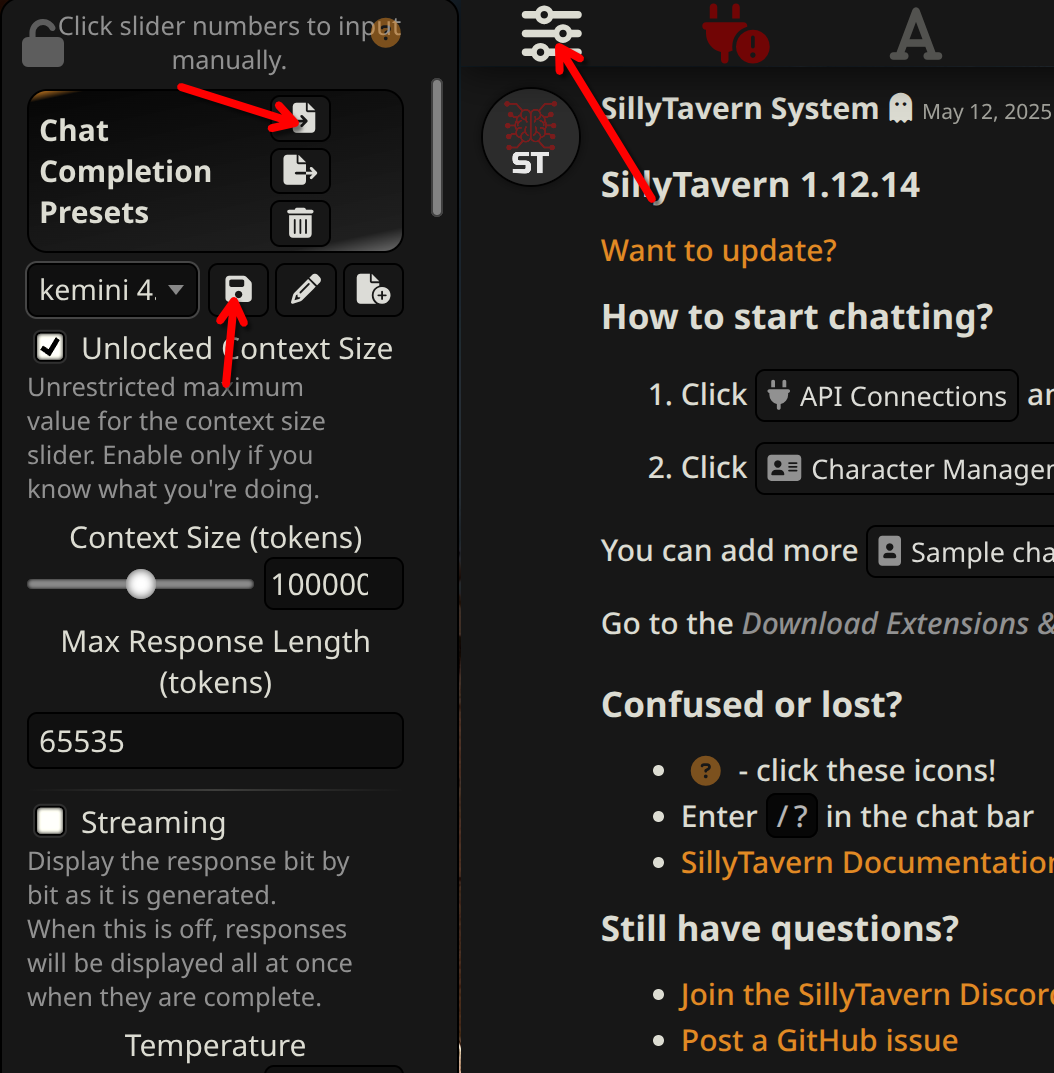 Click slider numbers to input
manually.
Chat
Completion
Presets
kemini 4.
Unlocked Context Size
Unrestricted maximum
value for the context size
slider. Enable only if you
know what you're doing.
Context Size (tokens)
100000
Max Response Length
(tokens)
65535
Streaming
Display the response bit by
bit as it is generated.
When this is off, responses
will be displayed all at once
when they are complete.
Temperature
ST
SillyTavern System May 12, 2025
SillyTavern 1.12.14
Want to update?
How to start chatting?
1. Click API Connections an
2. Click Character Manager
You can add more Sample cha
Go to the Download Extensions &
Confused or lost?
? - click these icons!
Enter /? in the chat bar
SillyTavern Documentation
Still have questions?
Join the SillyTavern Discord
Post a GitHub issue